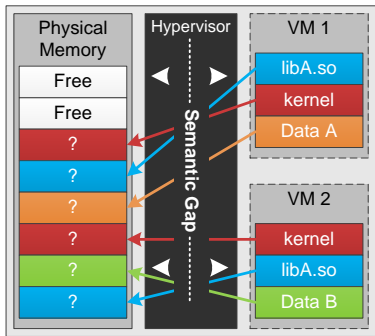 Physical
Memory
Free
Free
?
?
?
?
?
?
Hypervisor
Semantic Gap
VM 1
libA.so
kernel
Data A
VM 2
kernel
libA.so
Data B